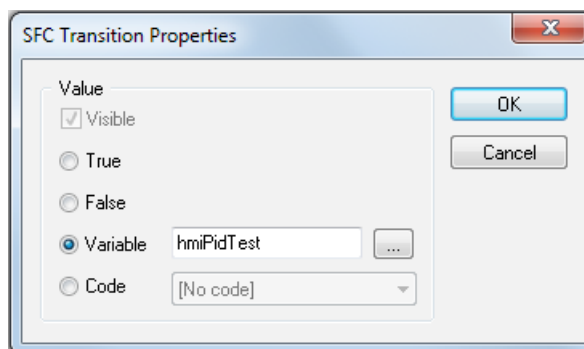 SFC Transition Properties
Value
Visible
True
False
Variable hmiPidTest ...
Code [No code]
OK
Cancel